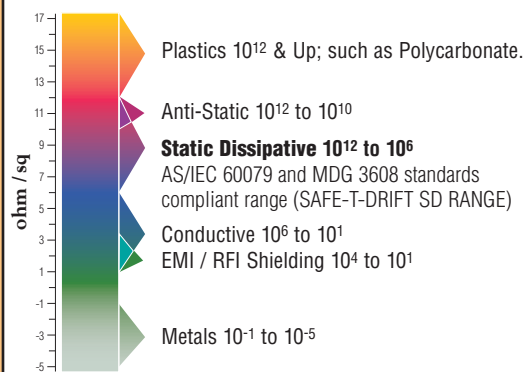 17
15
Plastics 10¹² & Up; such as Polycarbonate.
13
11
Anti-Static 10¹² to 10¹⁰
9
Static Dissipative 10¹² to 10⁶
AS/IEC 60079 and MDG 3608 standards
7
compliant range (SAFE-T-DRIFT SD RANGE)
5
3
Conductive 10⁶ to 10¹
EMI / RFI Shielding 10⁴ to 10¹
1
-1
-3
Metals 10⁻¹ to 10⁻⁵
-5
ohm / sq